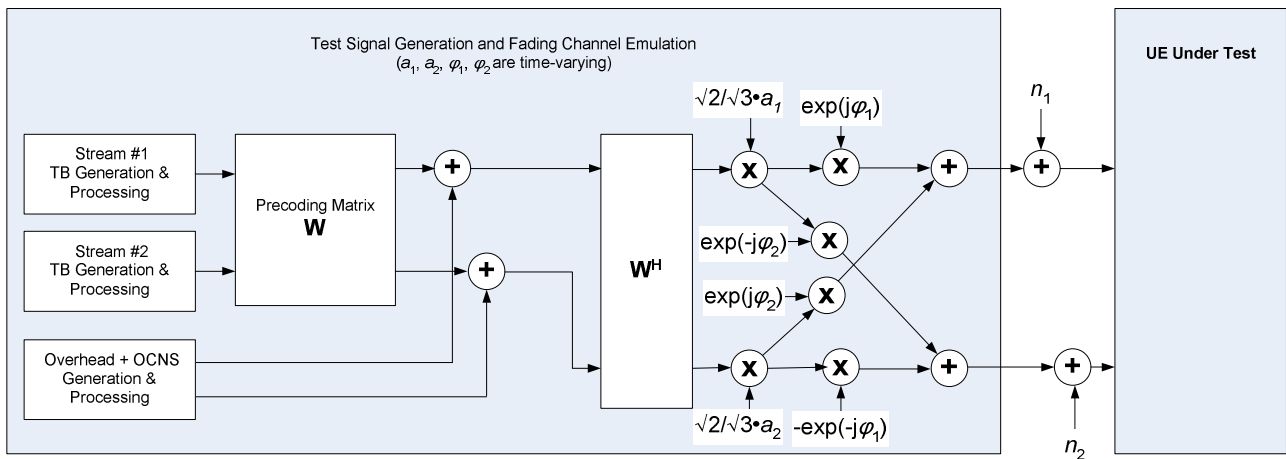 Test Signal Generation and Fading Channel Emulation
(a₁, a₂, φ₁, φ₂ are time-varying)
UE Under Test
√2/√3•a₁
exp(jφ₁)
n₁
Stream #1
TB Generation &
Processing
Precoding Matrix
W
+
x
x
+
+
Stream #2
TB Generation &
Processing
+
Wᴴ
exp(-jφ₂)
x
exp(jφ₂)
x
Overhead + OCNS
Generation &
Processing
x
x
+
+
√2/√3•a₂
-exp(-jφ₁)
n₂